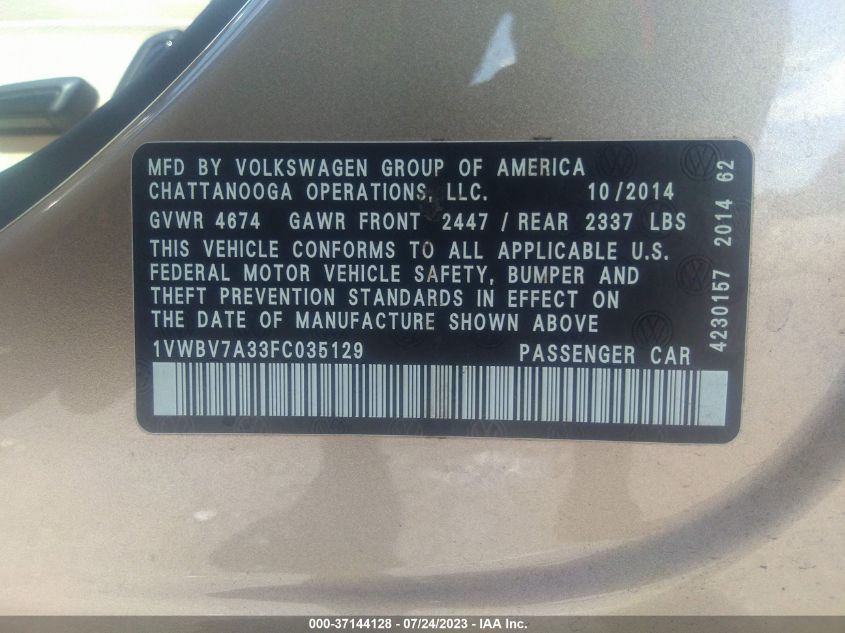 MFD BY VOLKSWAGEN GROUP OF AMERICA
CHATTANOOGA OPERATIONS, LLC. 10/2014
GVWR 4674 GAWR FRONT 2447 / REAR 2337 LBS
THIS VEHICLE CONFORMS TO ALL APPLICABLE U.S.
FEDERAL MOTOR VEHICLE SAFETY, BUMPER AND
THEFT PREVENTION STANDARDS IN EFFECT ON
THE DATE OF MANUFACTURE SHOWN ABOVE
1VWBV7A33FC035129 PASSENGER CAR
4230157 2014 62
000-37144128 - 07/24/2023 - IAA Inc.